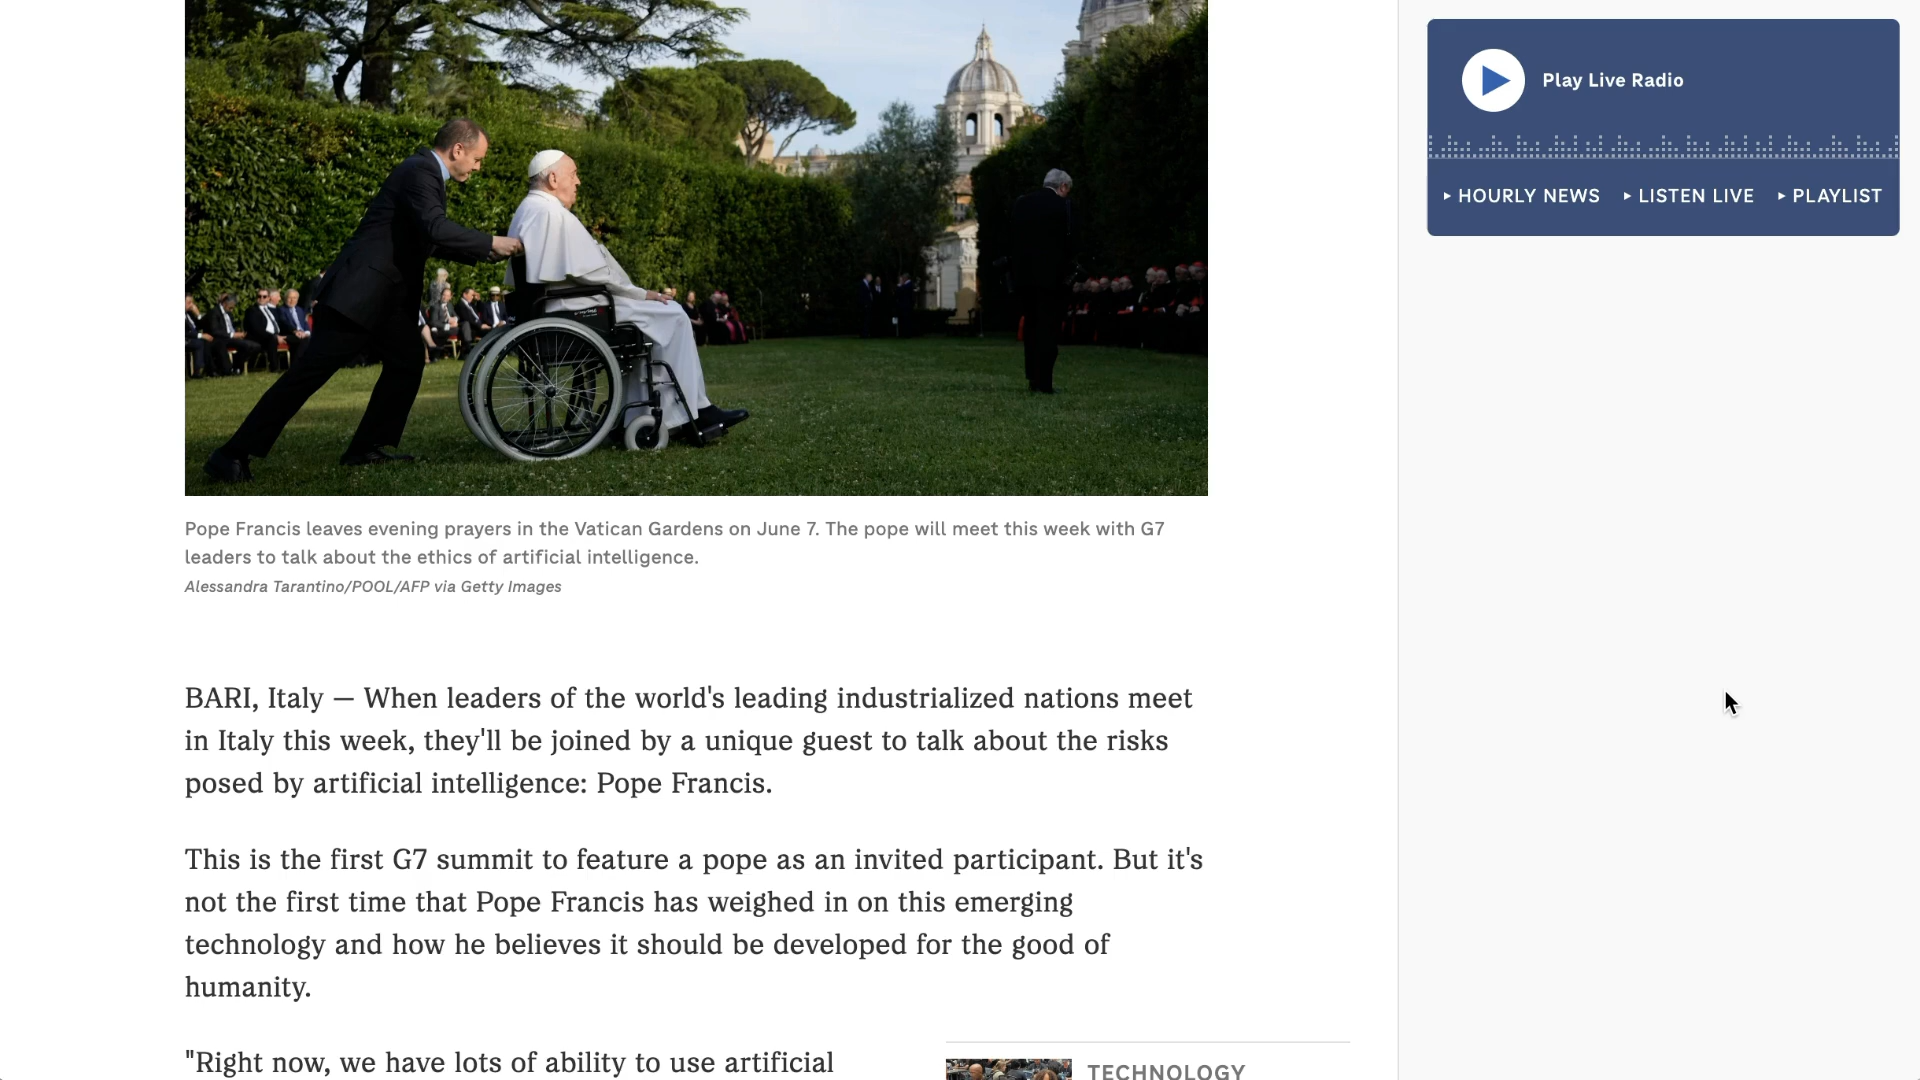 Play Live Radio
HOURLY NEWS
LISTEN LIVE
PLAYLIST
Pope Francis leaves evening prayers in the Vatican Gardens on June 7. The pope will meet this week with G7
leaders to talk about the ethics of artificial intelligence.
Alessandra Tarantino/POOL/AFP via Getty Images
BARI, Italy — When leaders of the world's leading industrialized nations meet
in Italy this week, they'll be joined by a unique guest to talk about the risks
posed by artificial intelligence: Pope Francis.
This is the first G7 summit to feature a pope as an invited participant. But it's
not the first time that Pope Francis has weighed in on this emerging
technology and how he believes it should be developed for the good of
humanity.
"Right now, we have lots of ability to use artificial
TECHNOLOGY